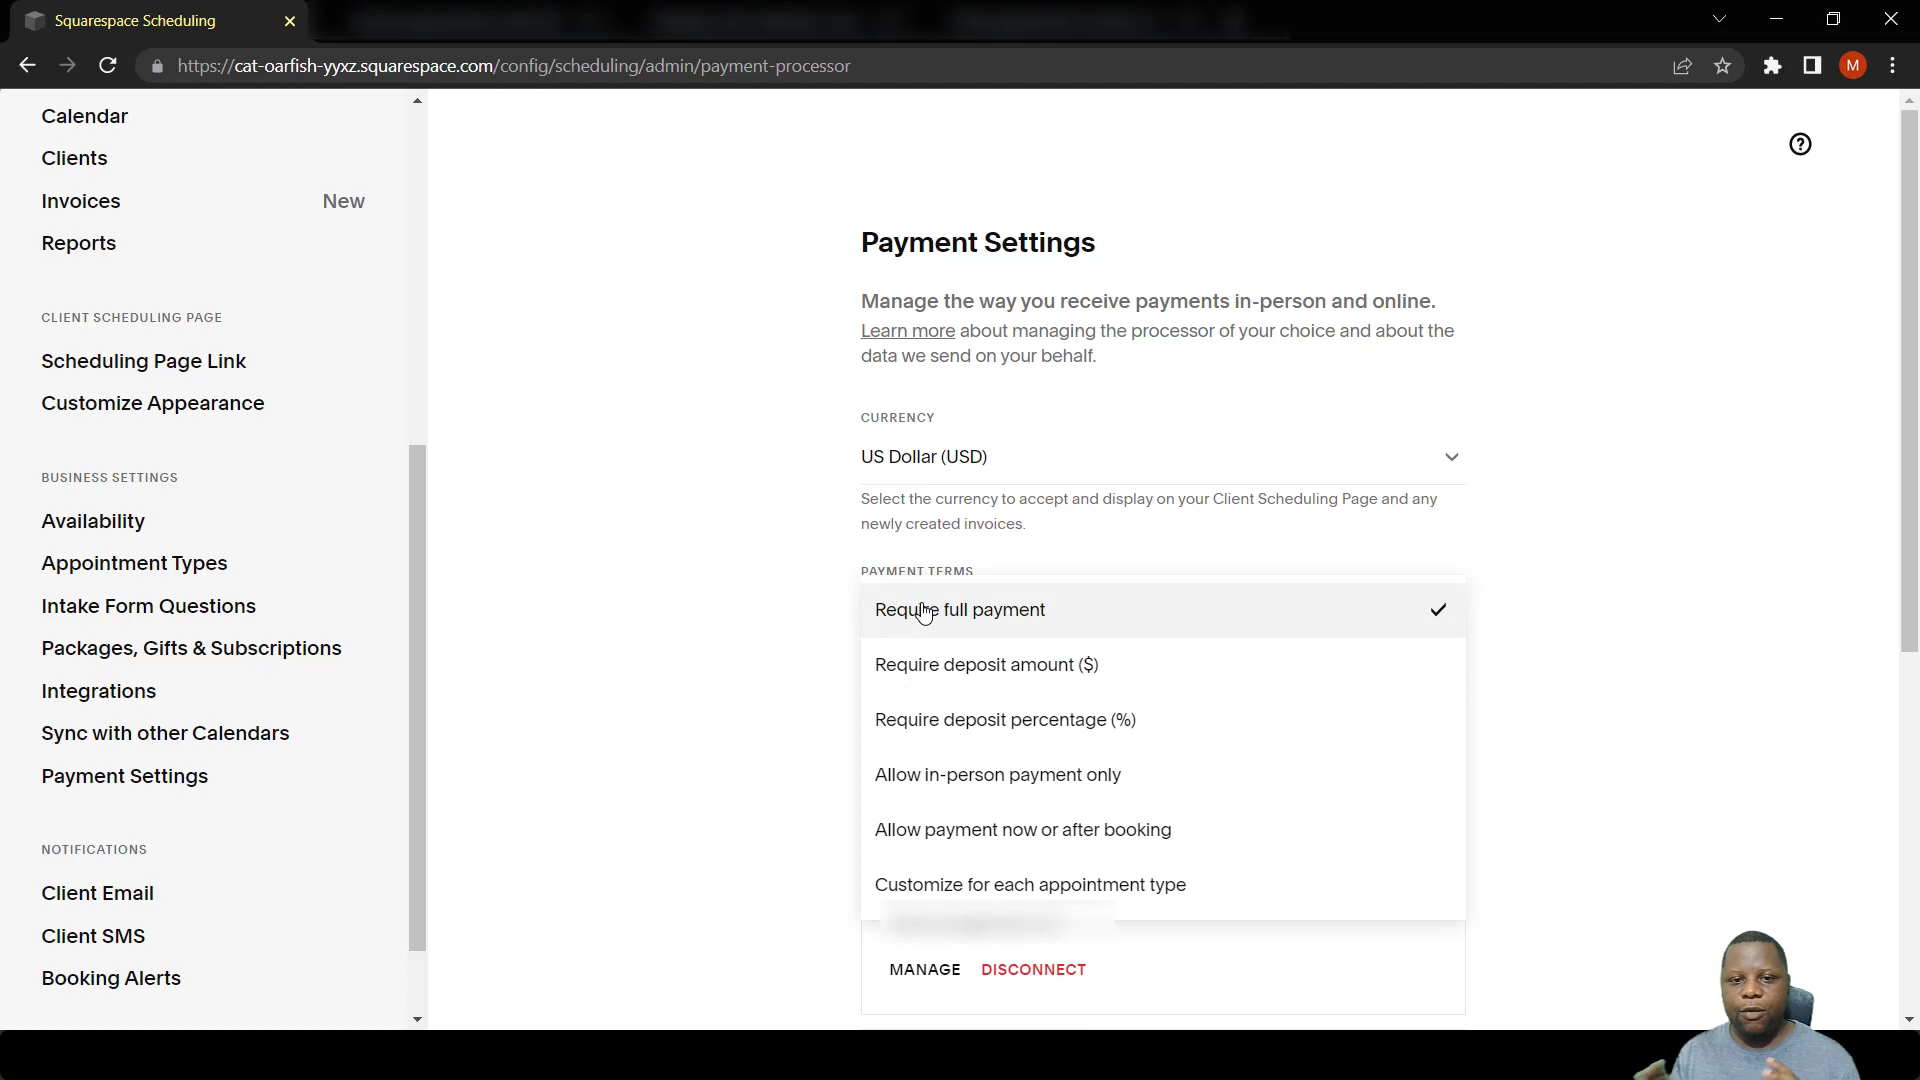 Squarespace Scheduling
https://cat-oarfish-yyxz.squarespace.com/config/scheduling/admin/payment-processor
M
Calendar
Clients
Invoices New
Reports
CLIENT SCHEDULING PAGE
Scheduling Page Link
Customize Appearance
BUSINESS SETTINGS
Availability
Appointment Types
Intake Form Questions
Packages, Gifts & Subscriptions
Integrations
Sync with other Calendars
Payment Settings
NOTIFICATIONS
Client Email
Client SMS
Booking Alerts
Payment Settings
Manage the way you receive payments in-person and online.
Learn more about managing the processor of your choice and about the
data we send on your behalf.
CURRENCY
US Dollar (USD)
Select the currency to accept and display on your Client Scheduling Page and any
newly created invoices.
PAYMENT TERMS
Require full payment
Require deposit amount ($)
Require deposit percentage (%)
Allow in-person payment only
Allow payment now or after booking
Customize for each appointment type
MANAGE DISCONNECT